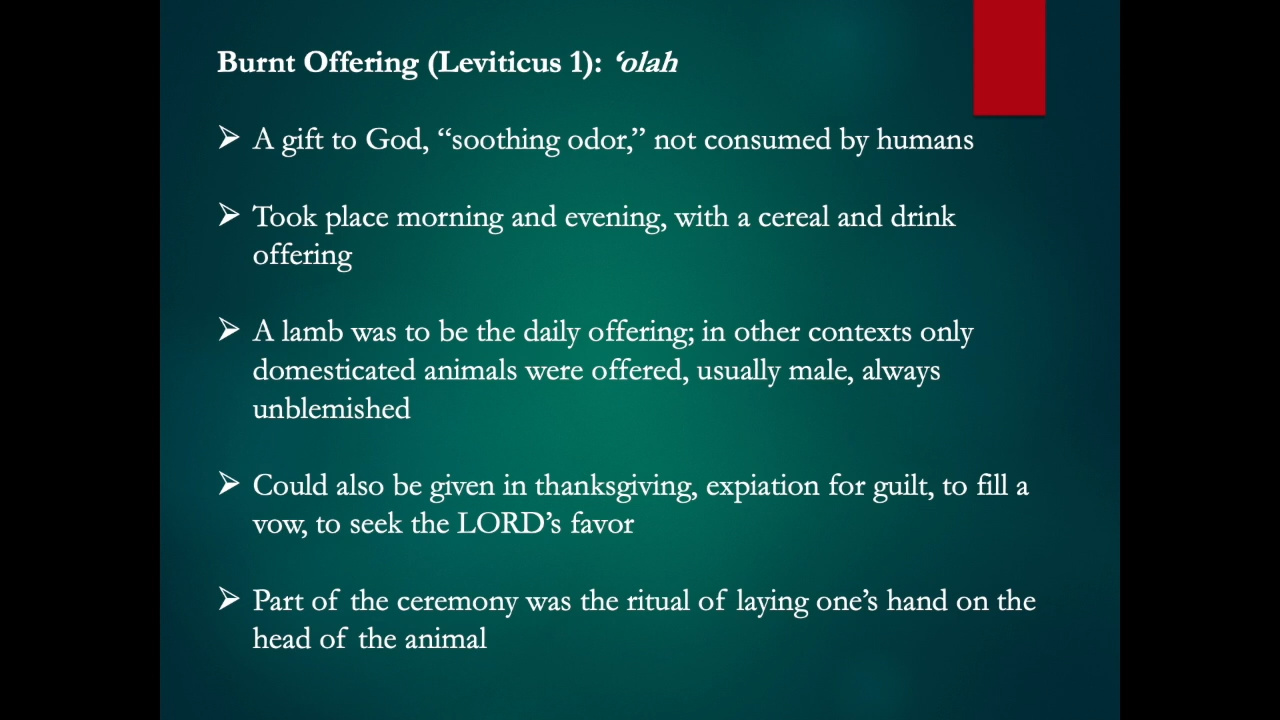 Burnt Offering (Leviticus 1): ‘olah
➢ A gift to God, “soothing odor,” not consumed by humans
➢ Took place morning and evening, with a cereal and drink
offering
➢ A lamb was to be the daily offering; in other contexts only
domesticated animals were offered, usually male, always
unblemished
➢ Could also be given in thanksgiving, expiation for guilt, to fill a
vow, to seek the LORD’s favor
➢ Part of the ceremony was the ritual of laying one’s hand on the
head of the animal